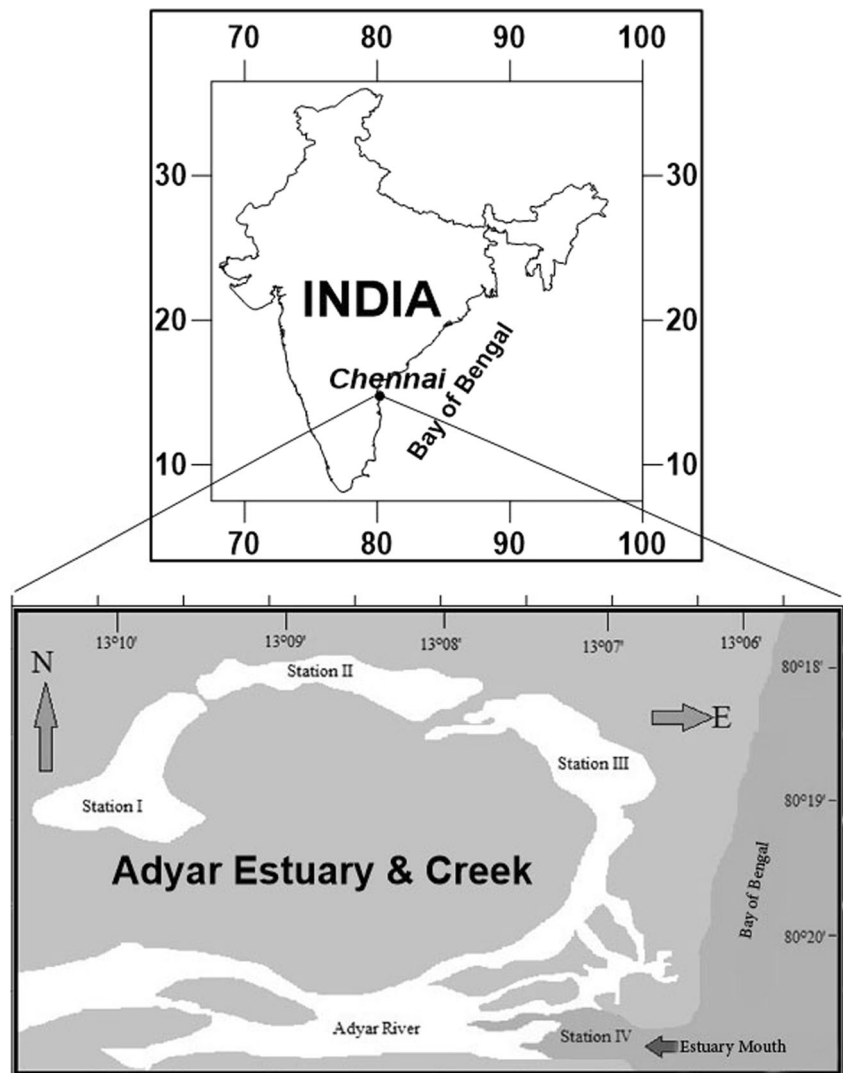 70 80 90 100
30 30
INDIA
20 20
Chennai
Bay of Bengal
10 10
70 80 90 100
13°10' 13°09' 13°08' 13°07' 13°06'
N
Station II
80°18'
E
Station III
Station I
80°19'
Adyar Estuary & Creek
Bay of Bengal
80°20'
Adyar River
Station IV
Estuary Mouth